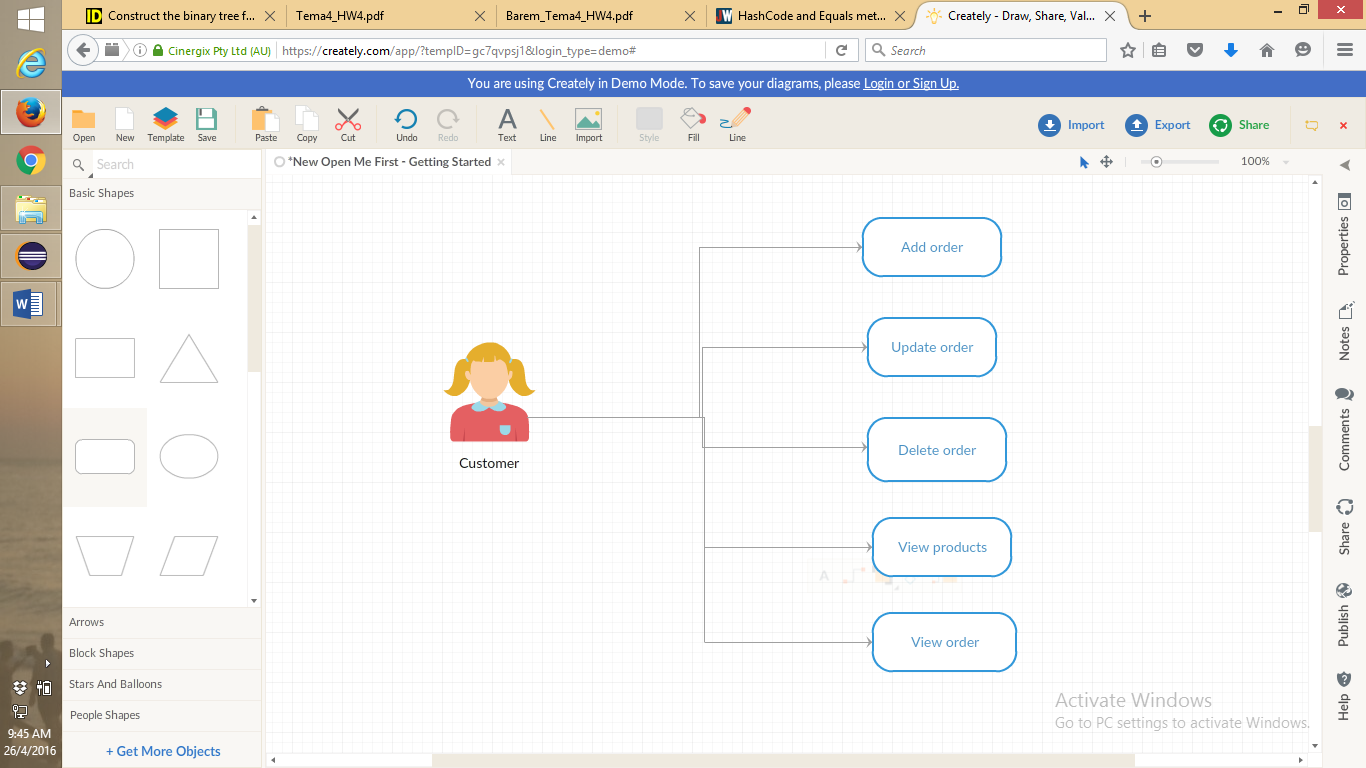 Construct the binary tree f...
Tema4_HW4.pdf
Barem_Tema4_HW4.pdf
HashCode and Equals met...
Creately - Draw, Share, Val...
Cinergix Pty Ltd (AU)
https://creately.com/app/?tempID=gc7qvpsj1&login_type=demo#
Search
You are using Creately in Demo Mode. To save your diagrams, please Login or Sign Up.
Open
New
Template
Save
Paste
Copy
Cut
Undo
Redo
Text
Line
Import
Style
Fill
Line
Import
Export
Share
Search
*New Open Me First - Getting Started
100%
Basic Shapes
Arrows
Block Shapes
Stars And Balloons
People Shapes
+ Get More Objects
Customer
Add order
Update order
Delete order
View products
A
View order
Properties
Notes
Comments
Share
Publish
Help
Activate Windows
Go to PC settings to activate Windows.
9:45 AM
26/4/2016